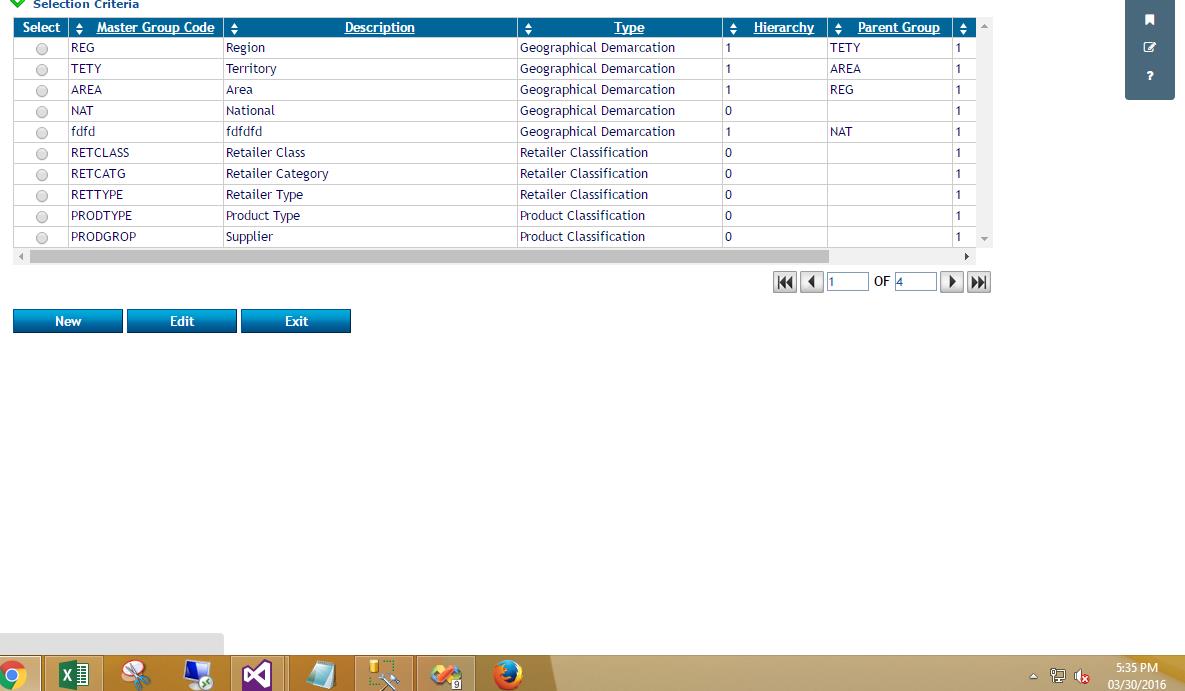 Selection Criteria
Select Master Group Code Description Type Hierarchy Parent Group
REG Region Geographical Demarcation 1 TETY 1
TETY Territory Geographical Demarcation 1 AREA 1
AREA Area Geographical Demarcation 1 REG 1
NAT National Geographical Demarcation 0 1
fdfd fdfdfd Geographical Demarcation 1 NAT 1
RETCLASS Retailer Class Retailer Classification 0 1
RETCATG Retailer Category Retailer Classification 0 1
RETTYPE Retailer Type Retailer Classification 0 1
PRODTYPE Product Type Product Classification 0 1
PRODGROP Supplier Product Classification 0 1
1 OF 4
New Edit Exit
?
9
5:35 PM
03/30/2016